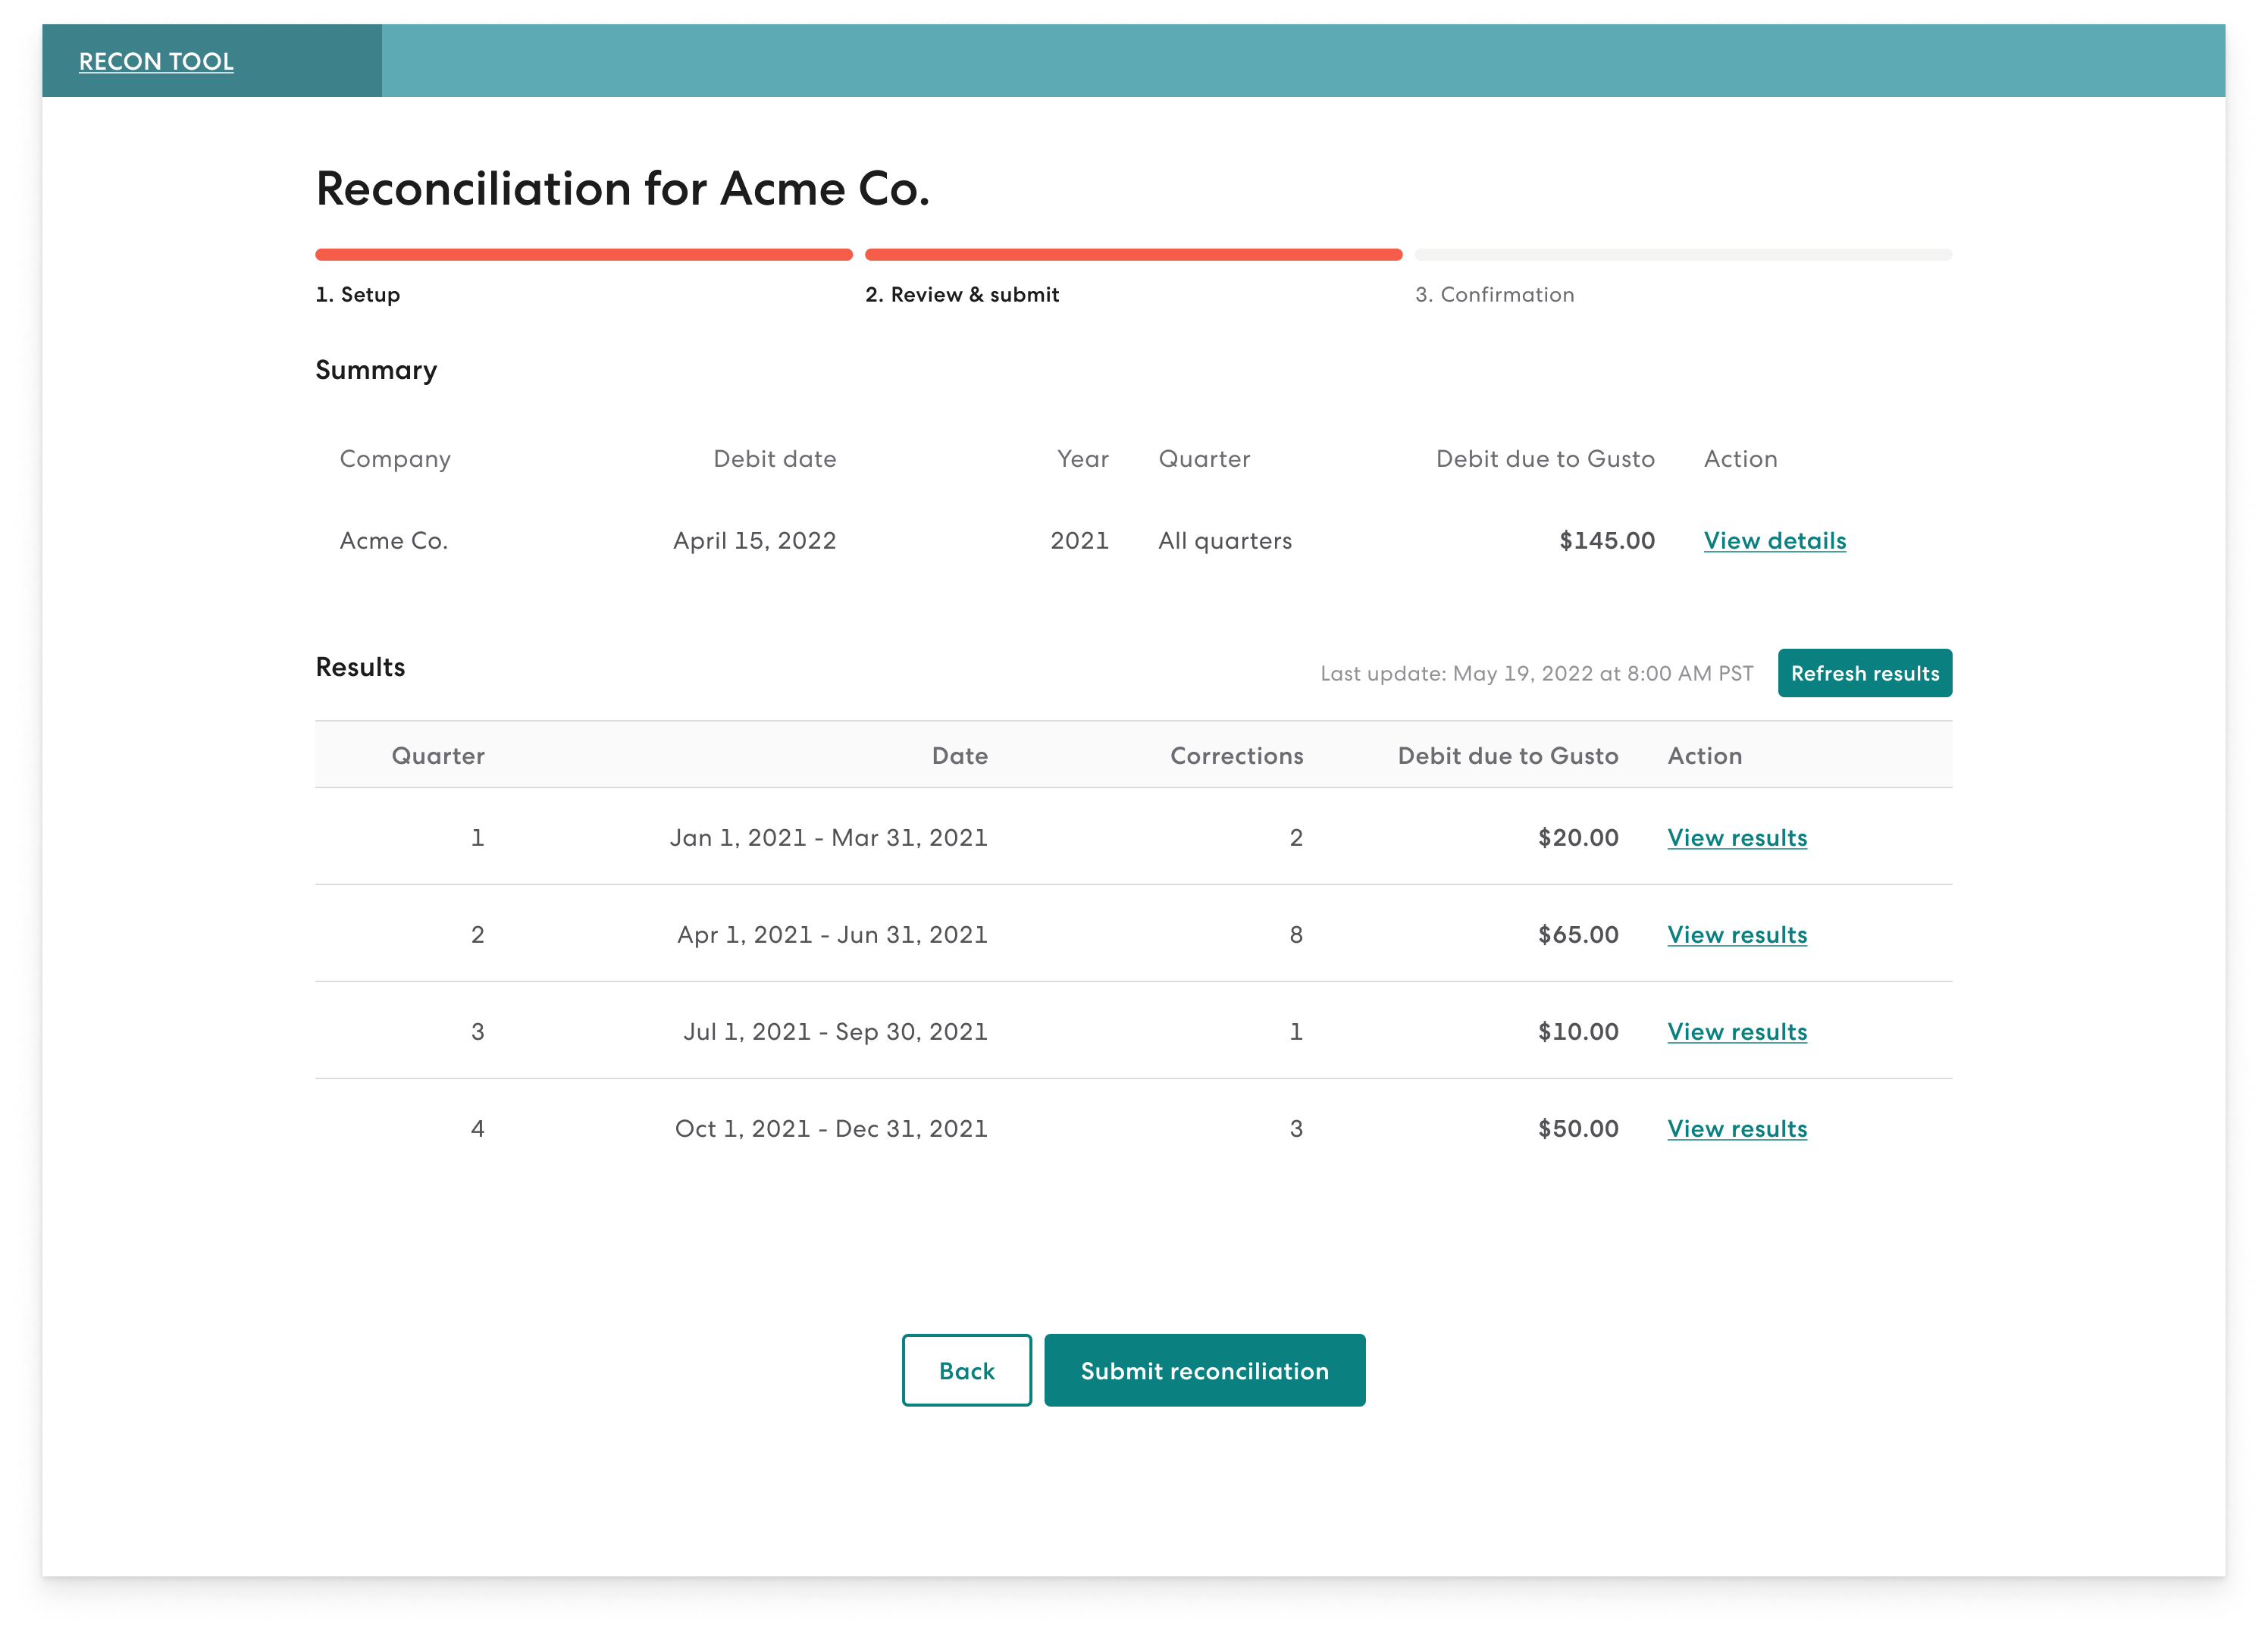 RECON TOOL
Reconciliation for Acme Co.
1. Setup 2. Review & submit 3. Confirmation
Summary
Company Debit date Year Quarter Debit due to Gusto Action
Acme Co. April 15, 2022 2021 All quarters $145.00 View details
Results Last update: May 19, 2022 at 8:00 AM PST Refresh results
Quarter Date Corrections Debit due to Gusto Action
1 Jan 1, 2021 - Mar 31, 2021 2 $20.00 View results
2 Apr 1, 2021 - Jun 31, 2021 8 $65.00 View results
3 Jul 1, 2021 - Sep 30, 2021 1 $10.00 View results
4 Oct 1, 2021 - Dec 31, 2021 3 $50.00 View results
Back Submit reconciliation